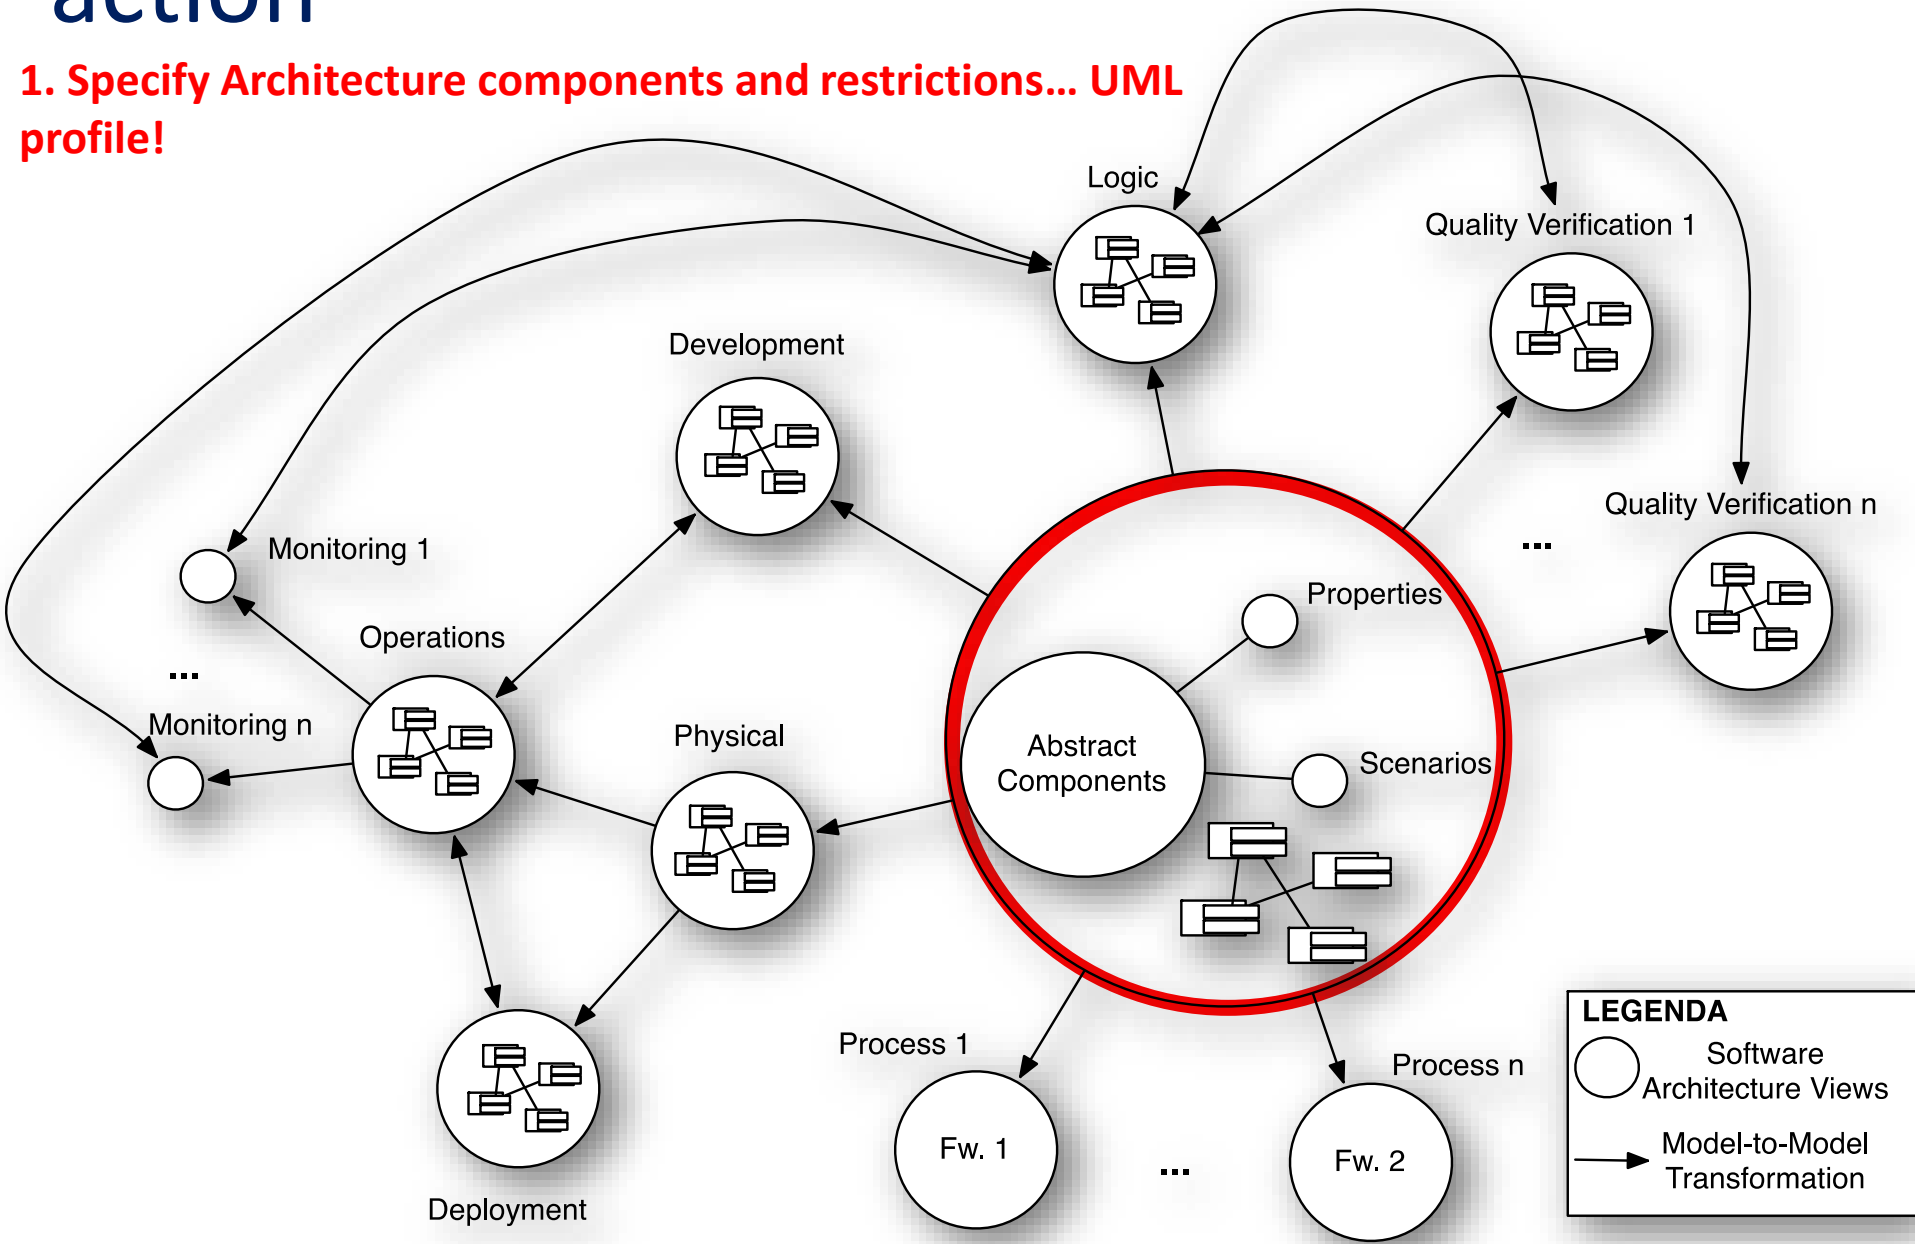 action
1. Specify Architecture components and restrictions... UML
profile!
Logic
Quality Verification 1
Development
Quality Verification n
...
Monitoring 1
Properties
Operations
...
Monitoring n
Physical
Abstract
Components
Scenarios
LEGENDA
Software
Architecture Views
Model-to-Model
Transformation
Process 1
Process n
Fw. 1
...
Fw. 2
Deployment